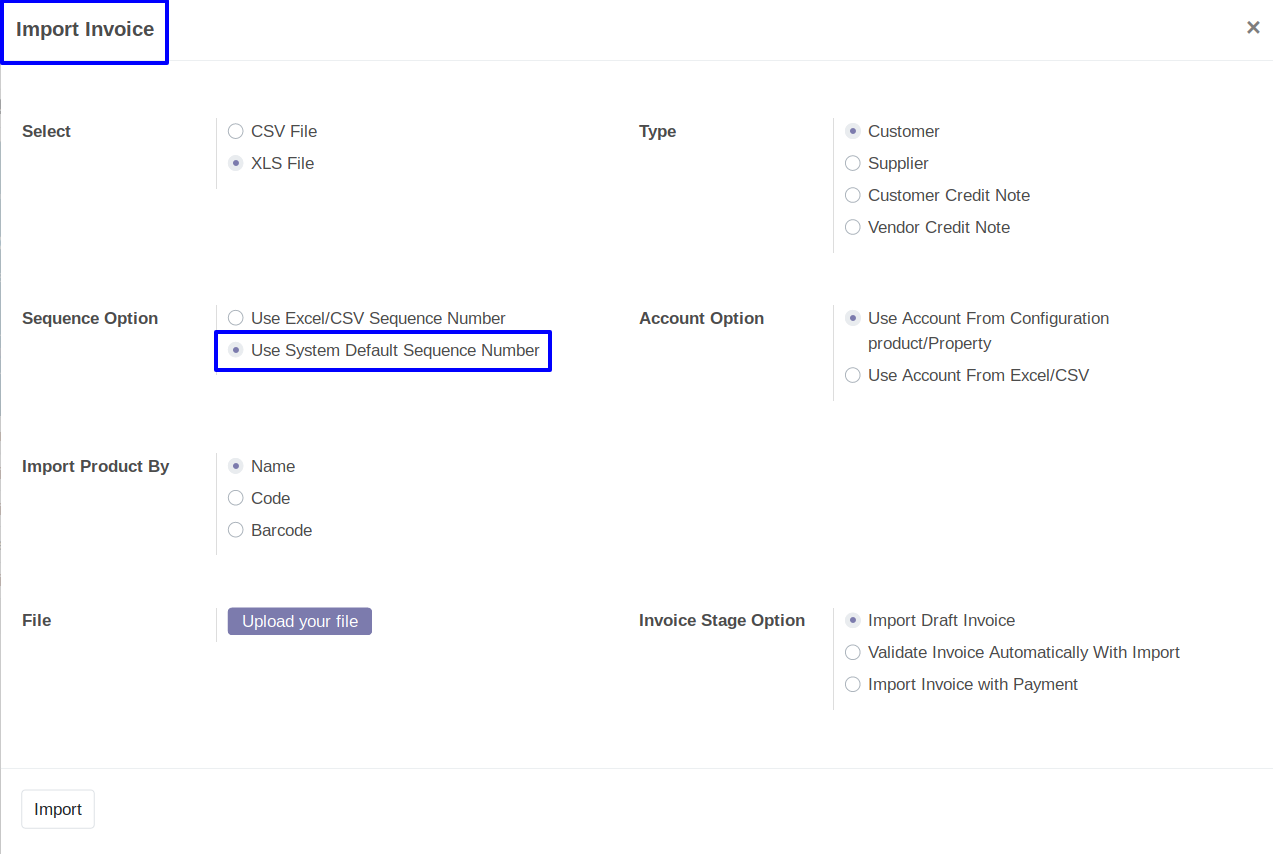 Import Invoice
×
Select
CSV File
XLS File
Type
Customer
Supplier
Customer Credit Note
Vendor Credit Note
Sequence Option
Use Excel/CSV Sequence Number
Use System Default Sequence Number
Account Option
Use Account From Configuration
product/Property
Use Account From Excel/CSV
Import Product By
Name
Code
Barcode
File
Upload your file
Invoice Stage Option
Import Draft Invoice
Validate Invoice Automatically With Import
Import Invoice with Payment
Import